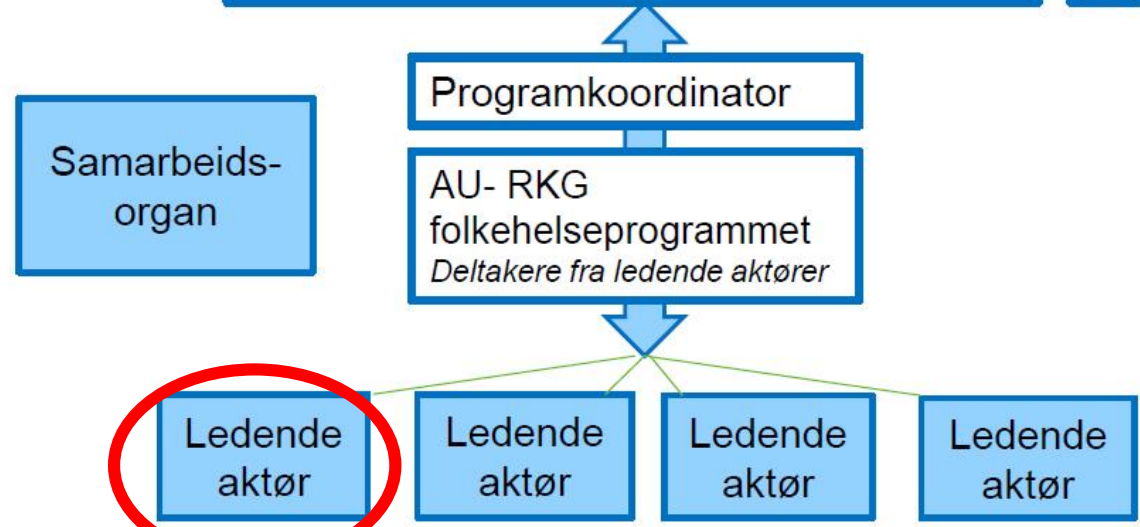 Programkoordinator
Samarbeids-
organ
AU- RKG
folkehelseprogrammet
Deltakere fra ledende aktører
Ledende
aktør
Ledende
aktør
Ledende
aktør
Ledende
aktør